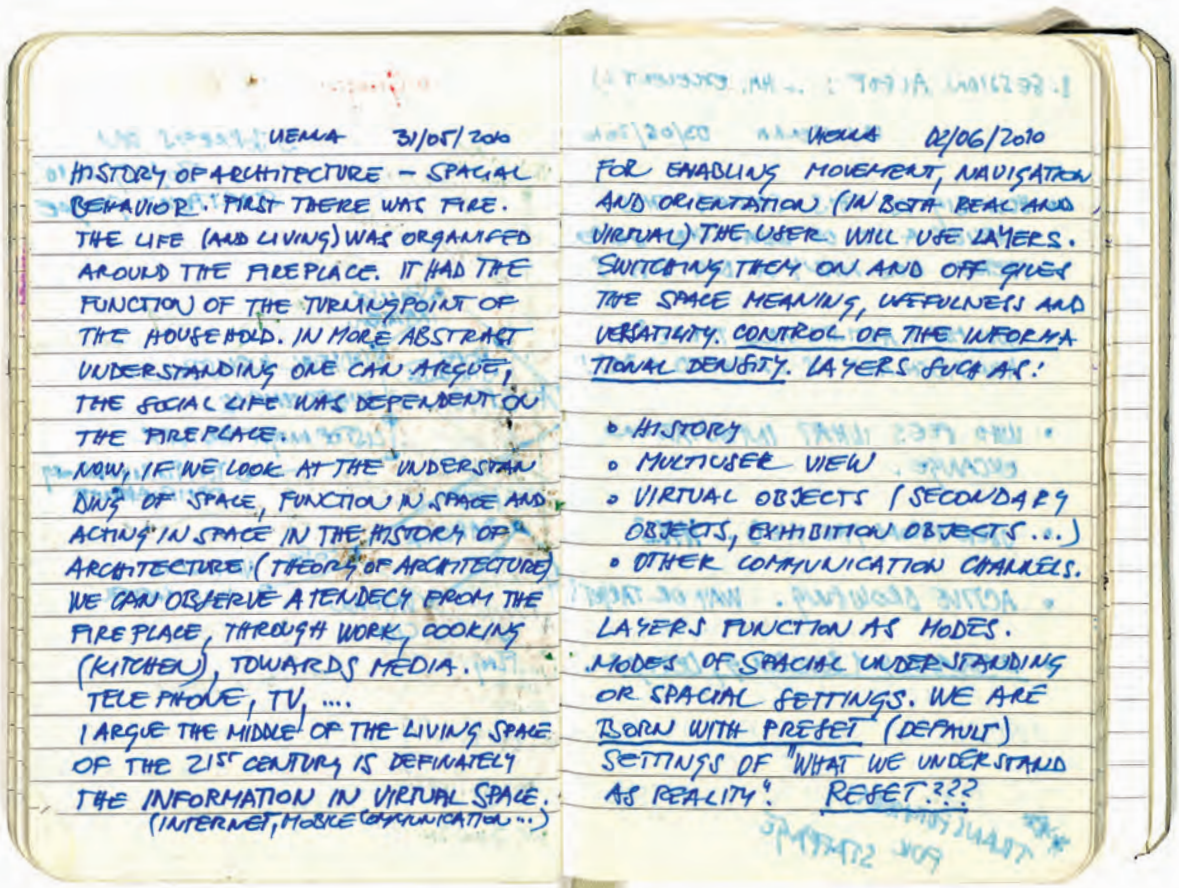 VIENNA 31/05/2010
HISTORY OF ARCHITECTURE – SPACIAL
BEHAVIOR. FIRST THERE WAS FIRE.
THE LIFE (AND LIVING) WAS ORGANISED
AROUND THE FIREPLACE. IT HAD THE
FUNCTION OF THE TURNINGPOINT OF
THE HOUSEHOLD. IN MORE ABSTRACT
UNDERSTANDING ONE CAN ARGUE,
THE SOCIAL LIFE WAS DEPENDENT ON
THE FIREPLACE.
NOW, IF WE LOOK AT THE UNDERSTAN
DING OF SPACE, FUNCTION IN SPACE AND
ACTING IN SPACE IN THE HISTORY OF
ARCHITECTURE (THEORY OF ARCHITECTURE)
WE CAN OBSERVE A TENDECY FROM THE
FIREPLACE, THROUGH WORK, COOKING
(KITCHEN), TOWARDS MEDIA.
TELEPHONE, TV, ....
I ARGUE THE MIDDLE OF THE LIVING SPACE
OF THE 21ST CENTURY IS DEFINATELY
THE INFORMATION IN VIRTUAL SPACE.
(INTERNET, MOBILE COMMUNICATION ...)
VIENNA 02/06/2010
FOR ENABLING MOVEMENT, NAVIGATION
AND ORIENTATION (IN BOTH REAL AND
VIRTUAL) THE USER WILL USE LAYERS.
SWITCHING THEM ON AND OFF GIVES
THE SPACE MEANING, USEFULNESS AND
VERSATILITY. CONTROL OF THE INFORMA
TIONAL DENSITY. LAYERS SUCH AS:
• HISTORY
• MULTIUSER VIEW
• VIRTUAL OBJECTS (SECONDARY
OBJECTS, EXHIBITION OBJECTS ...)
• OTHER COMMUNICATION CHANNELS.
LAYERS FUNCTION AS MODES.
MODES OF SPACIAL UNDERSTANDING
OR SPACIAL SETTINGS. WE ARE
BORN WITH PRESET (DEFAULT)
SETTINGS OF "WHAT WE UNDERSTAND
AS REALITY". RESET???